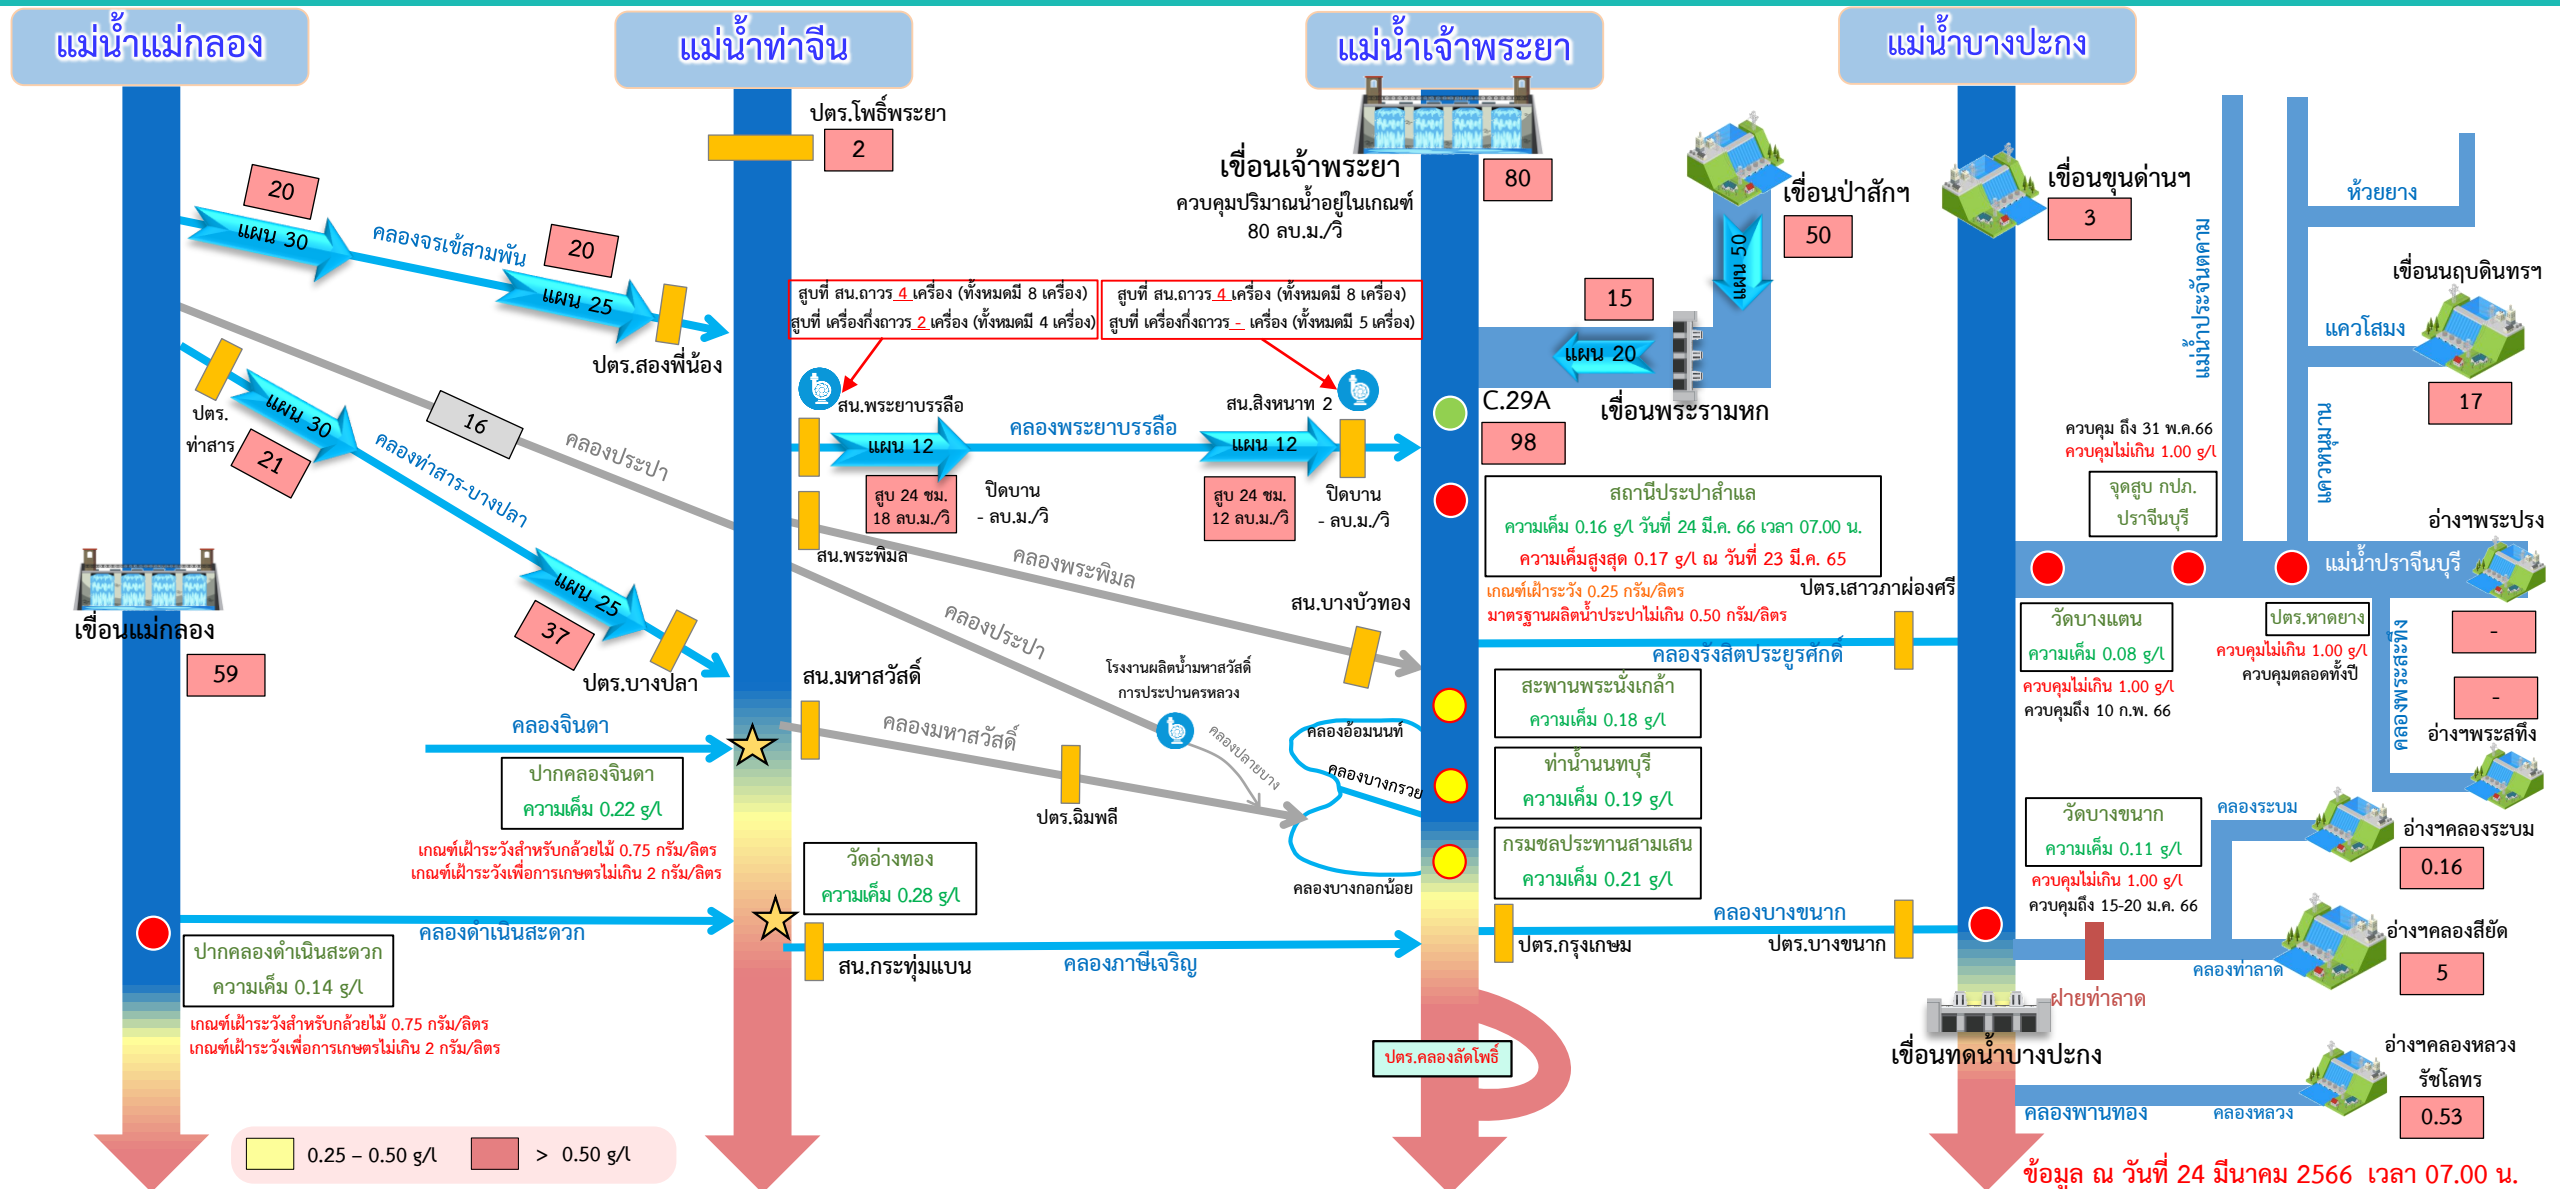 แม่น้ำแม่กลอง
แม่น้ำท่าจีน
แม่น้ำเจ้าพระยา
แม่น้ำบางปะกง
ปตร.โพธิ์พระยา
2
20
แผน 30
คลองจรเข้สามพัน
20
แผน 25
ปตร.สองพี่น้อง
เขื่อนเจ้าพระยา
ควบคุมปริมาณน้ำอยู่ในเกณฑ์
80 ลบ.ม./วิ
80
เขื่อนป่าสักฯ
50
แผน 50
15
แผน 20
เขื่อนพระรามหก
เขื่อนขุนด่านฯ
3
แม่น้ำประจันตคาม
ห้วยยาง
เขื่อนนฤบดินทรฯ
แควโสมง
17
แควหนุมาน
สูบที่ สน.ถาวร 4 เครื่อง (ทั้งหมดมี 8 เครื่อง)
สูบที่ เครื่องกึ่งถาวร 2 เครื่อง (ทั้งหมดมี 4 เครื่อง)
สูบที่ สน.ถาวร 4 เครื่อง (ทั้งหมดมี 8 เครื่อง)
สูบที่ เครื่องกึ่งถาวร - เครื่อง (ทั้งหมดมี 5 เครื่อง)
สน.พระยาบรรลือ
แผน 12
คลองพระยาบรรลือ
สน.สิงหนาท 2
แผน 12
สูบ 24 ชม.
18 ลบ.ม./วิ
ปิดบาน
- ลบ.ม./วิ
สูบ 24 ชม.
12 ลบ.ม./วิ
ปิดบาน
- ลบ.ม./วิ
C.29A
98
ปตร.
ท่าสาร
แผน 30
21
คลองท่าสาร-บางปลา
16
คลองประปา
แผน 25
37
ปตร.บางปลา
สน.พระพิมล
คลองพระพิมล
สน.บางบัวทอง
คลองประปา
โรงงานผลิตน้ำมหาสวัสดิ์
การประปานครหลวง
สถานีประปาสำแล
ความเค็ม 0.16 g/l วันที่ 24 มี.ค. 66 เวลา 07.00 น.
ความเค็มสูงสุด 0.17 g/l ณ วันที่ 23 มี.ค. 65
เกณฑ์เฝ้าระวัง 0.25 กรัม/ลิตร
มาตรฐานผลิตน้ำประปาไม่เกิน 0.50 กรัม/ลิตร
ปตร.เสาวภาผ่องศรี
คลองรังสิตประยูรศักดิ์
ควบคุม ถึง 31 พ.ค.66
ควบคุมไม่เกิน 1.00 g/l
จุดสูบ กปภ.
ปราจีนบุรี
อ่างฯพระปรง
แม่น้ำปราจีนบุรี
-
-
วัดบางแตน
ความเค็ม 0.08 g/l
ควบคุมไม่เกิน 1.00 g/l
ควบคุมถึง 10 ก.พ. 66
ปตร.หาดยาง
ควบคุมไม่เกิน 1.00 g/l
ควบคุมตลอดทั้งปี
คลองพระสะทึง
อ่างฯพระสทึง
เขื่อนแม่กลอง
59
คลองจินดา
ปากคลองจินดา
ความเค็ม 0.22 g/l
เกณฑ์เฝ้าระวังสำหรับกล้วยไม้ 0.75 กรัม/ลิตร
เกณฑ์เฝ้าระวังเพื่อการเกษตรไม่เกิน 2 กรัม/ลิตร
สน.มหาสวัสดิ์
คลองมหาสวัสดิ์
ปตร.ฉิมพลี
คลองปลายบาง
คลองอ้อมนนท์
คลองบางกรวย
คลองบางกอกน้อย
สะพานพระนั่งเกล้า
ความเค็ม 0.18 g/l
ท่าน้ำนนทบุรี
ความเค็ม 0.19 g/l
กรมชลประทานสามเสน
ความเค็ม 0.21 g/l
วัดบางขนาก
ความเค็ม 0.11 g/l
ควบคุมไม่เกิน 1.00 g/l
ควบคุมถึง 15-20 ม.ค. 66
คลองระบม
อ่างฯคลองระบม
0.16
วัดอ่างทอง
ความเค็ม 0.28 g/l
คลองดำเนินสะดวก
ปากคลองดำเนินสะดวก
ความเค็ม 0.14 g/l
เกณฑ์เฝ้าระวังสำหรับกล้วยไม้ 0.75 กรัม/ลิตร
เกณฑ์เฝ้าระวังเพื่อการเกษตรไม่เกิน 2 กรัม/ลิตร
สน.กระทุ่มแบน
คลองภาษีเจริญ
ปตร.กรุงเกษม
คลองบางขนาก
ปตร.บางขนาก
อ่างฯคลองสียัด
5
คลองท่าลาด
ฝายท่าลาด
ปตร.คลองลัดโพธิ์
เขื่อนทดน้ำบางปะกง
อ่างฯคลองหลวง
รัชโลทร
0.53
คลองพานทอง
คลองหลวง
0.25 – 0.50 g/l
> 0.50 g/l
ข้อมูล ณ วันที่ 24 มีนาคม 2566 เวลา 07.00 น.